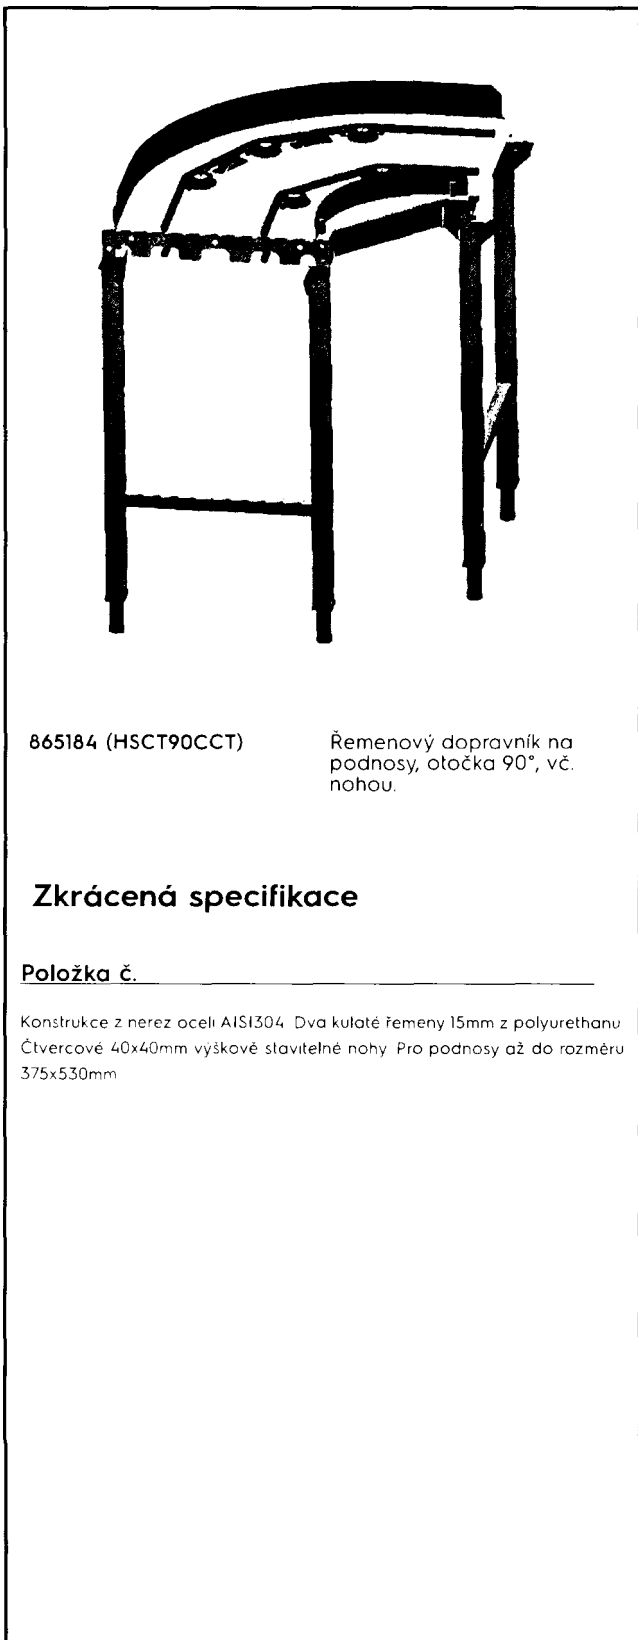 865184 (HSCT90CCT)
Řemenový dopravník na
podnosy, otočka 90°, vč.
nohou.
Zkrácená specifikace
Položka č.
Konstrukce z nerez oceli AISI304 Dva kulaté řemeny 15mm z polyurethanu
Čtvercové 40x40mm výškově stavitelné nohy Pro podnosy až do rozměru
375x530mm